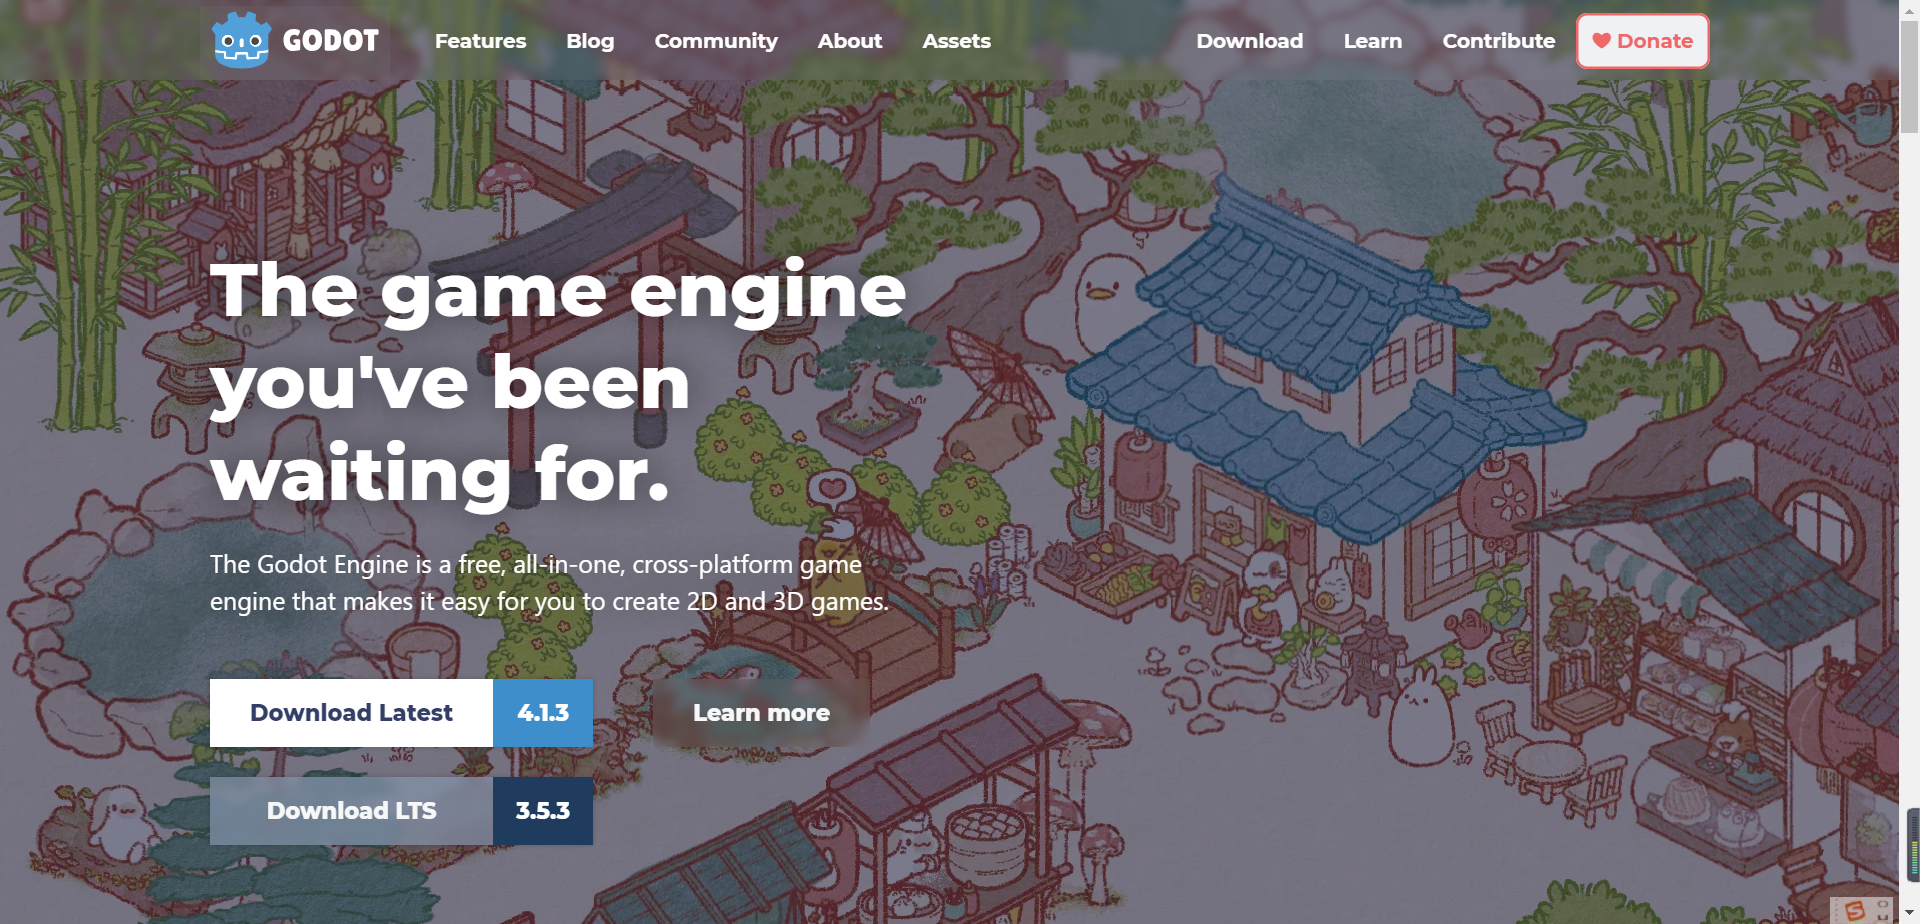 GODOT
Features Blog Community About Assets Download Learn Contribute Donate
The game engine
you've been
waiting for.
The Godot Engine is a free, all-in-one, cross-platform game
engine that makes it easy for you to create 2D and 3D games.
Download Latest 4.1.3 Learn more
Download LTS 3.5.3